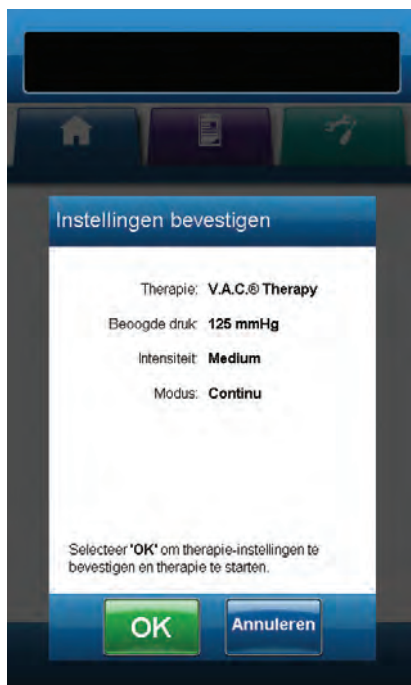 Instellingen bevestigen
Therapie: V.A.C.® Therapy
Beoogde druk: 125 mmHg
Intensiteit: Medium
Modus: Continu
Selecteer 'OK' om therapie-instellingen te
bevestigen en therapie te starten.
OK
Annuleren